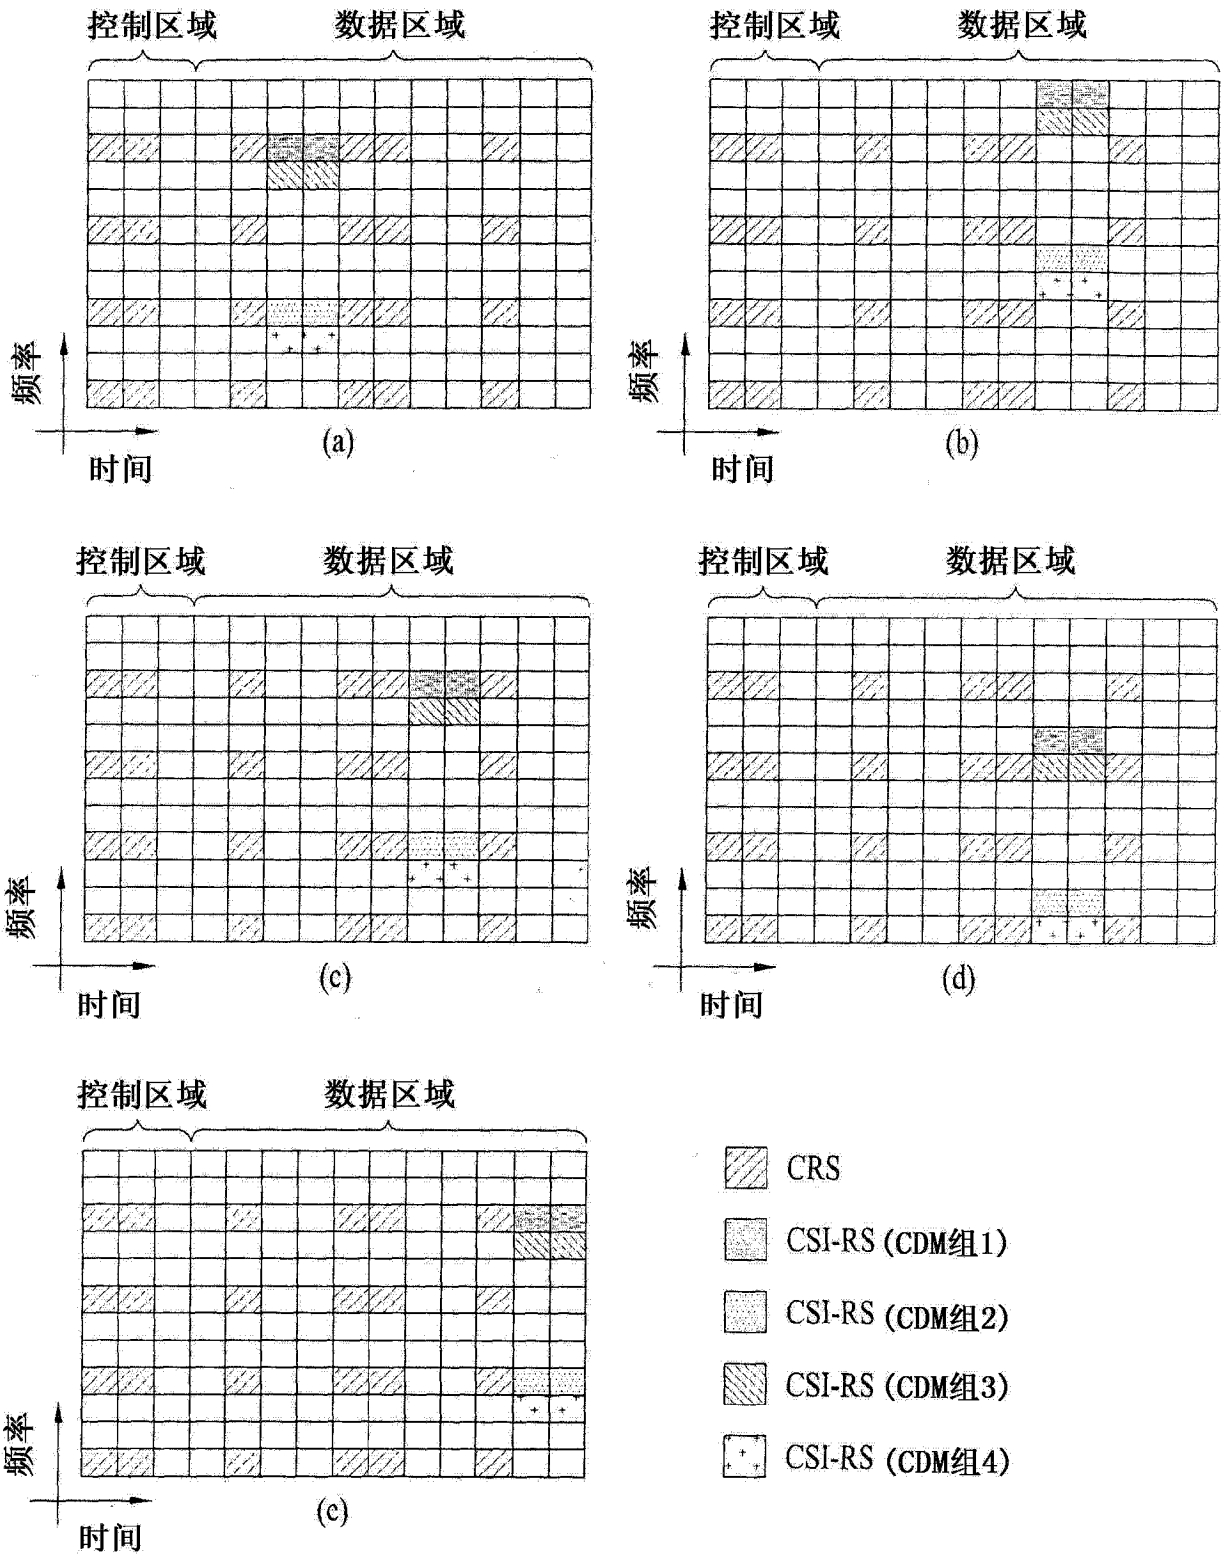 控制区域 数据区域
控制区域 数据区域
频率
时间
(a)
频率
时间
(b)
控制区域 数据区域
控制区域 数据区域
频率
时间
(c)
频率
时间
(d)
控制区域 数据区域
频率
时间
(e)
CRS
CSI-RS (CDM组1)
CSI-RS (CDM组2)
CSI-RS (CDM组3)
CSI-RS (CDM组4)